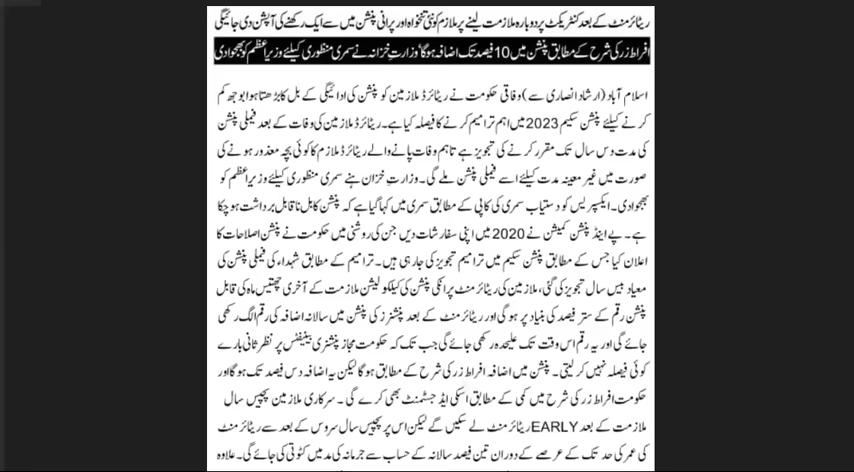 ریٹائرمنٹ کے بعد کنٹریکٹ پر دوبارہ ملازمت لینے پر ملازم کو نئی تنخواہ اور پرانی پنشن میں سے ایک رکھنے کی آپشن دی جائیگی
افراط زر کی شرح کے مطابق پنشن میں 10 فیصد تک اضافہ ہوگا' وزارت خزانہ نے سمری منظوری کیلئے وزیراعظم کو بھجوادی
اسلام آباد (ارشاد انصاری سے) وفاقی حکومت نے ریٹائرڈ ملازمین کو پنشن کی ادائیگی کے بل کا بڑھتا ہوا بوجھ کم
کرنے کیلئے پنشن سکیم 2023 میں اہم ترامیم کرنے کا فیصلہ کیا ہے۔ ریٹائرڈ ملازمین کی وفات کے بعد فیملی پنشن
کی مدت دس سال تک مقرر کرنے کی تجویز ہے تاہم وفات پانے والے ریٹائرڈ ملازم کا کوئی بچہ معذور ہونے کی
صورت میں غیر معینہ مدت کیلئے اسے فیملی پنشن ملے گی۔ وزارت خزانہ نے سمری منظوری کیلئے وزیراعظم کو
بھجوادی۔ ایکسپریس کو دستیاب سمری کی کاپی کے مطابق سمری میں کہا گیا ہے کہ پنشن کا بل ناقابل برداشت ہو چکا
ہے۔ پے اینڈ پنشن کمیشن نے 2020 میں اپنی سفارشات دیں جن کی روشنی میں حکومت نے پنشن اصلاحات کا
اعلان کیا جس کے مطابق پنشن سکیم میں ترامیم تجویز کی جارہی ہیں۔ ترامیم کے مطابق شہداء کی فیملی پنشن کی
معیاد بیس سال تجویز کی گئی، ملازمین کی ریٹائرمنٹ پر انکی پنشن کی کیلکولیشن ملازمت کے آخری چھتیس ماہ کی قابل
پنشن رقم کے ستر فیصد کی بنیاد پر ہوگی اور ریٹائرمنٹ کے بعد پنشنرز کی پنشن میں سالانہ اضافہ کی رقم الگ رکھی
جائے گی اور یہ رقم اس وقت تک علیحدہ رکھی جائے گی جب تک کہ حکومت مجاز پنشنری بینیفٹس پر نظر ثانی بارے
کوئی فیصلہ نہیں کرلیتی۔ پنشن میں اضافہ افراط زر کی شرح کے مطابق ہوگا لیکن یہ اضافہ دس فیصد تک ہوگا اور
حکومت افراط زر کی شرح میں کمی کے مطابق اسکی ایڈجسٹمنٹ بھی کرے گی۔ سرکاری ملازمین پچیس سال
ملازمت کے بعد EARLY ریٹائرمنٹ لے سکیں گے لیکن اس پر پچیس سال سروس کے بعد سے ریٹائرمنٹ
کی عمر کی حد تک کے عرصے کے دوران تین فیصد سالانہ کے حساب سے جرمانہ کی مد میں کٹوتی کی جائے گی۔ علاوہ